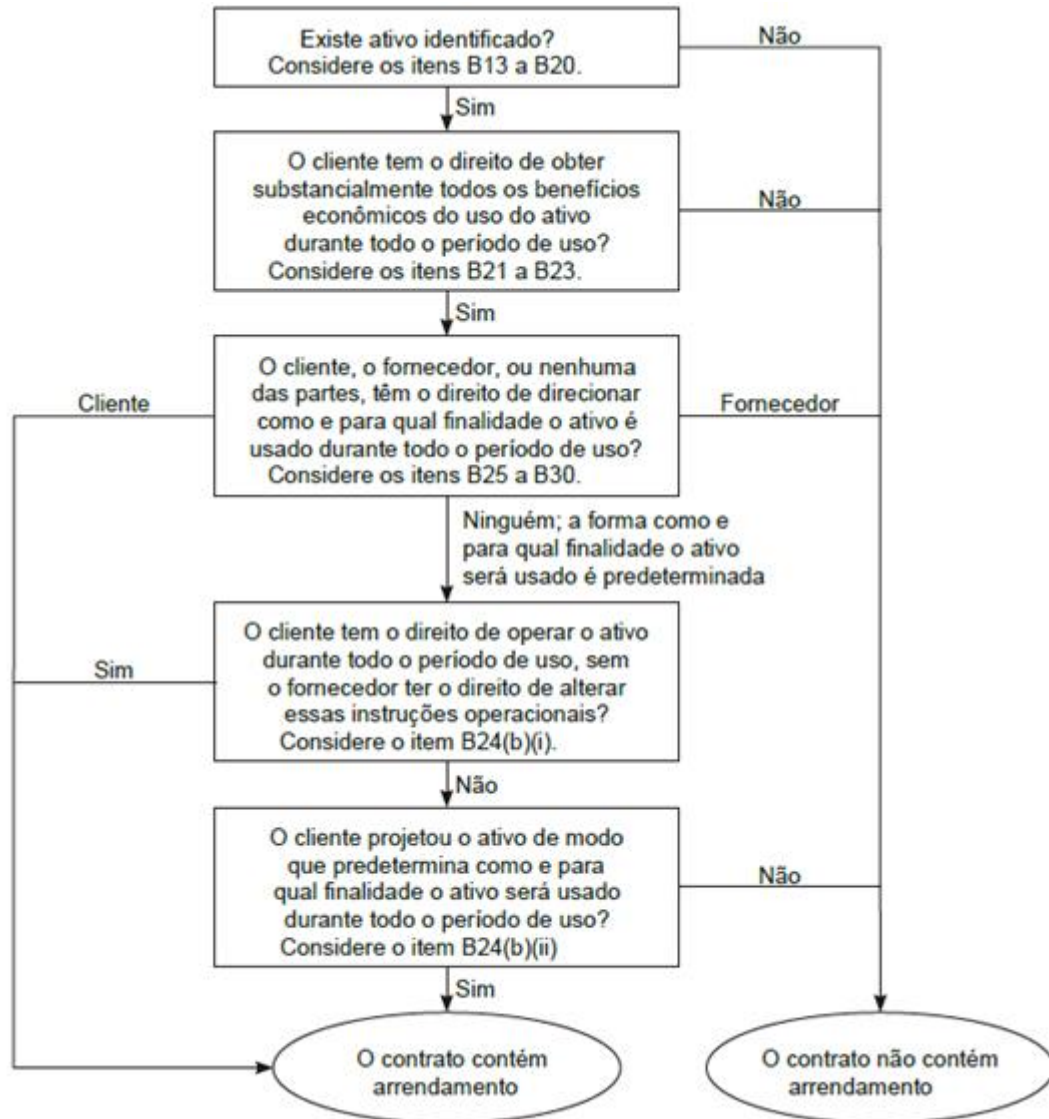 Existe ativo identificado?
Considere os itens B13 a B20.
Não
Sim
O cliente tem o direito de obter
substancialmente todos os benefícios
econômicos do uso do ativo
durante todo o período de uso?
Considere os itens B21 a B23.
Não
Sim
O cliente, o fornecedor, ou nenhuma
das partes, têm o direito de direcionar
como e para qual finalidade o ativo é
usado durante todo o período de uso?
Considere os itens B25 a B30.
Cliente
Fornecedor
Ninguém; a forma como e
para qual finalidade o ativo
será usado é predeterminada
O cliente tem o direito de operar o ativo
durante todo o período de uso, sem
o fornecedor ter o direito de alterar
essas instruções operacionais?
Considere o item B24(b)(i).
Sim
Não
O cliente projetou o ativo de modo
que predetermina como e para
qual finalidade o ativo será usado
durante todo o período de uso?
Considere o item B24(b)(ii)
Não
Sim
O contrato contém
arrendamento
O contrato não contém
arrendamento